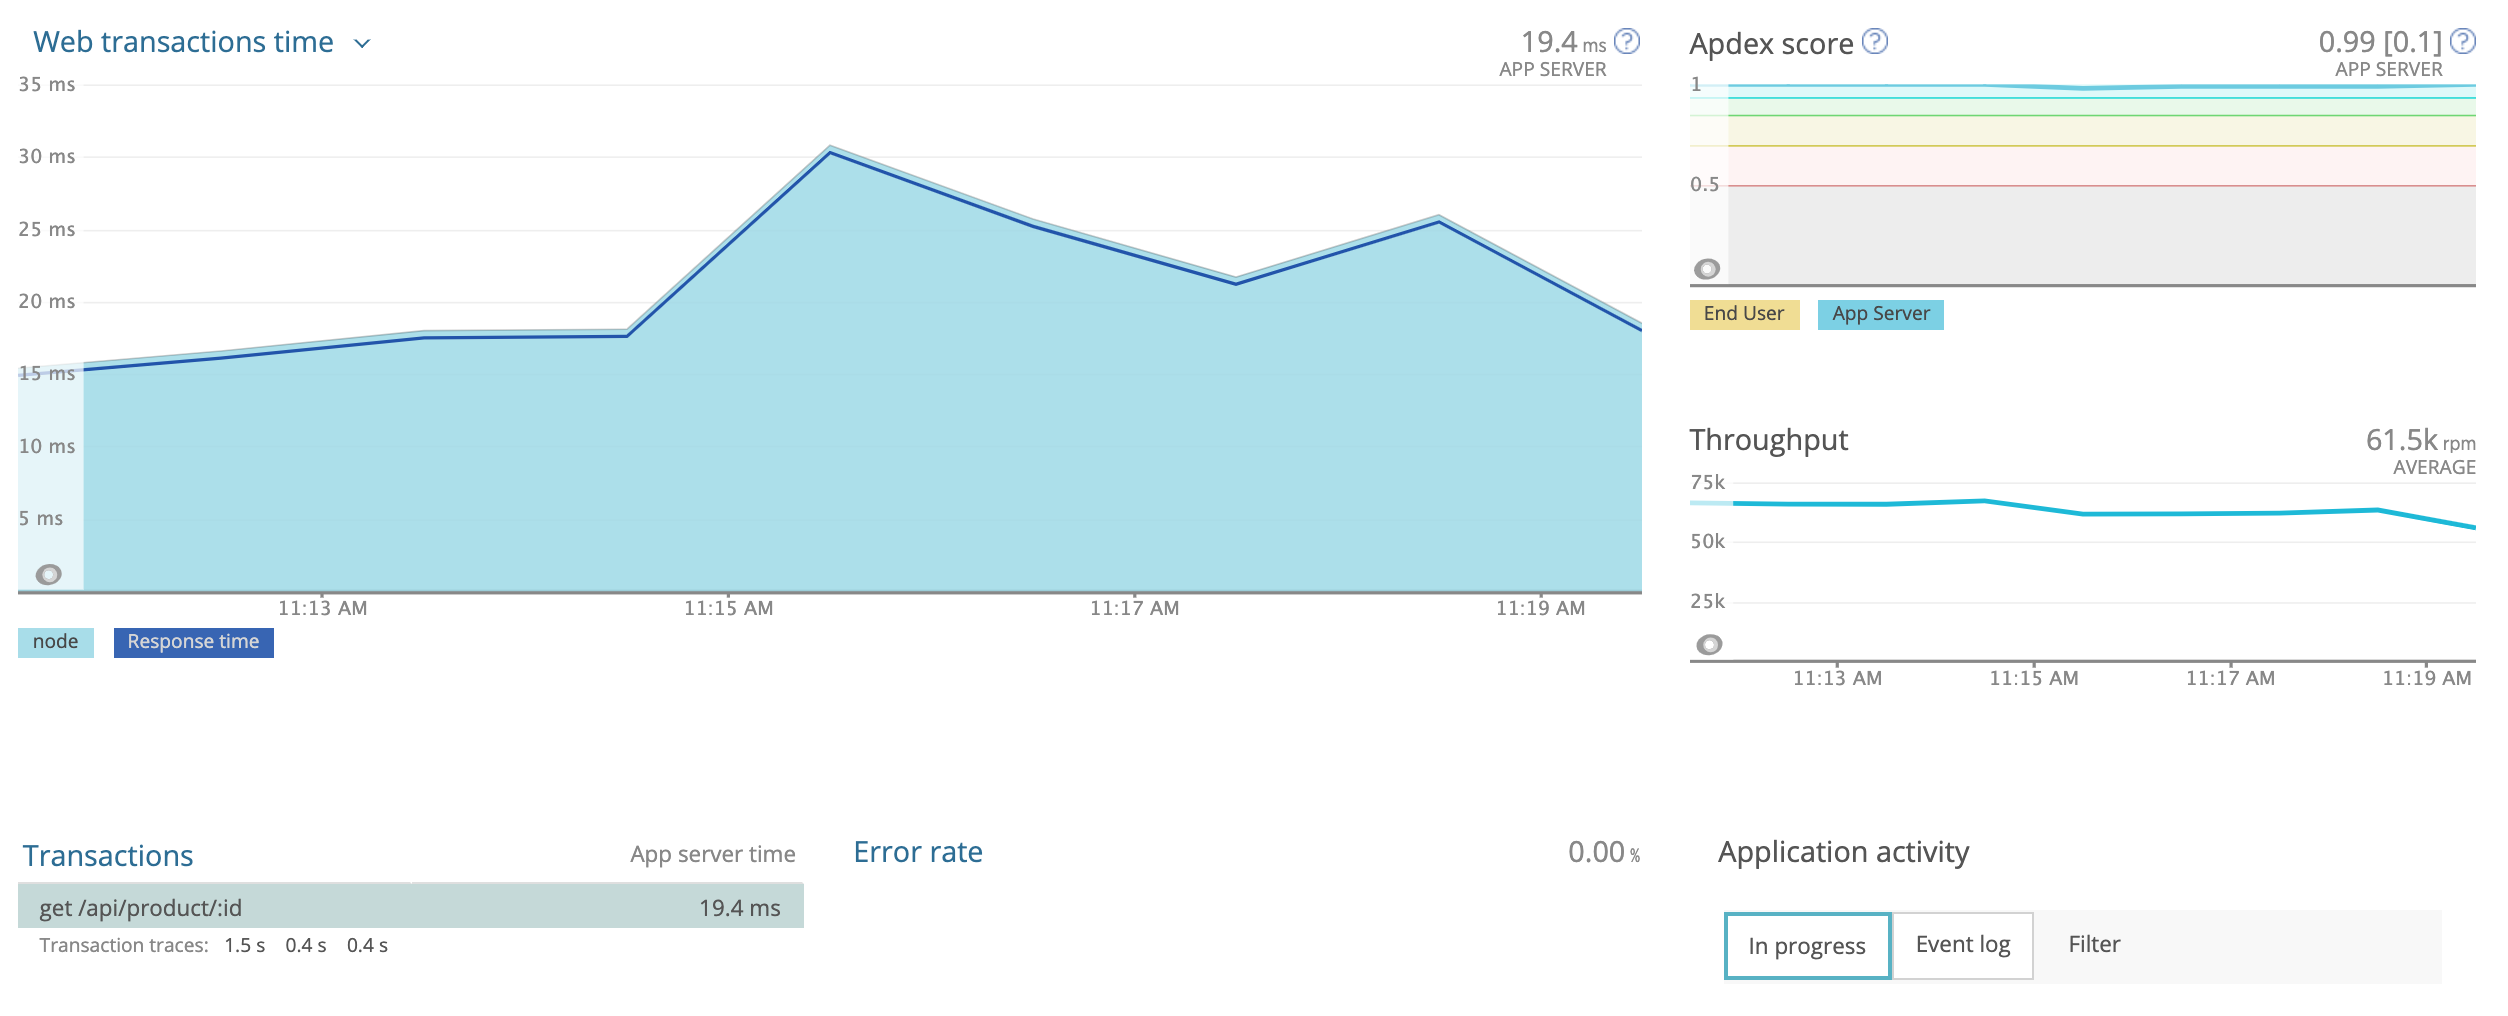 Web transactions time
19.4 ms
APP SERVER
35 ms
30 ms
25 ms
20 ms
15 ms
10 ms
5 ms
11:13 AM 11:15 AM 11:17 AM 11:19 AM
node Response time
Apdex score
0.99 [0.1]
APP SERVER
1
0.5
End User App Server
Throughput
61.5k rpm
AVERAGE
75k
50k
25k
11:13 AM 11:15 AM 11:17 AM 11:19 AM
Transactions App server time
get /api/product/:id 19.4 ms
Transaction traces: 1.5 s 0.4 s 0.4 s
Error rate 0.00 %
Application activity
In progress Event log Filter